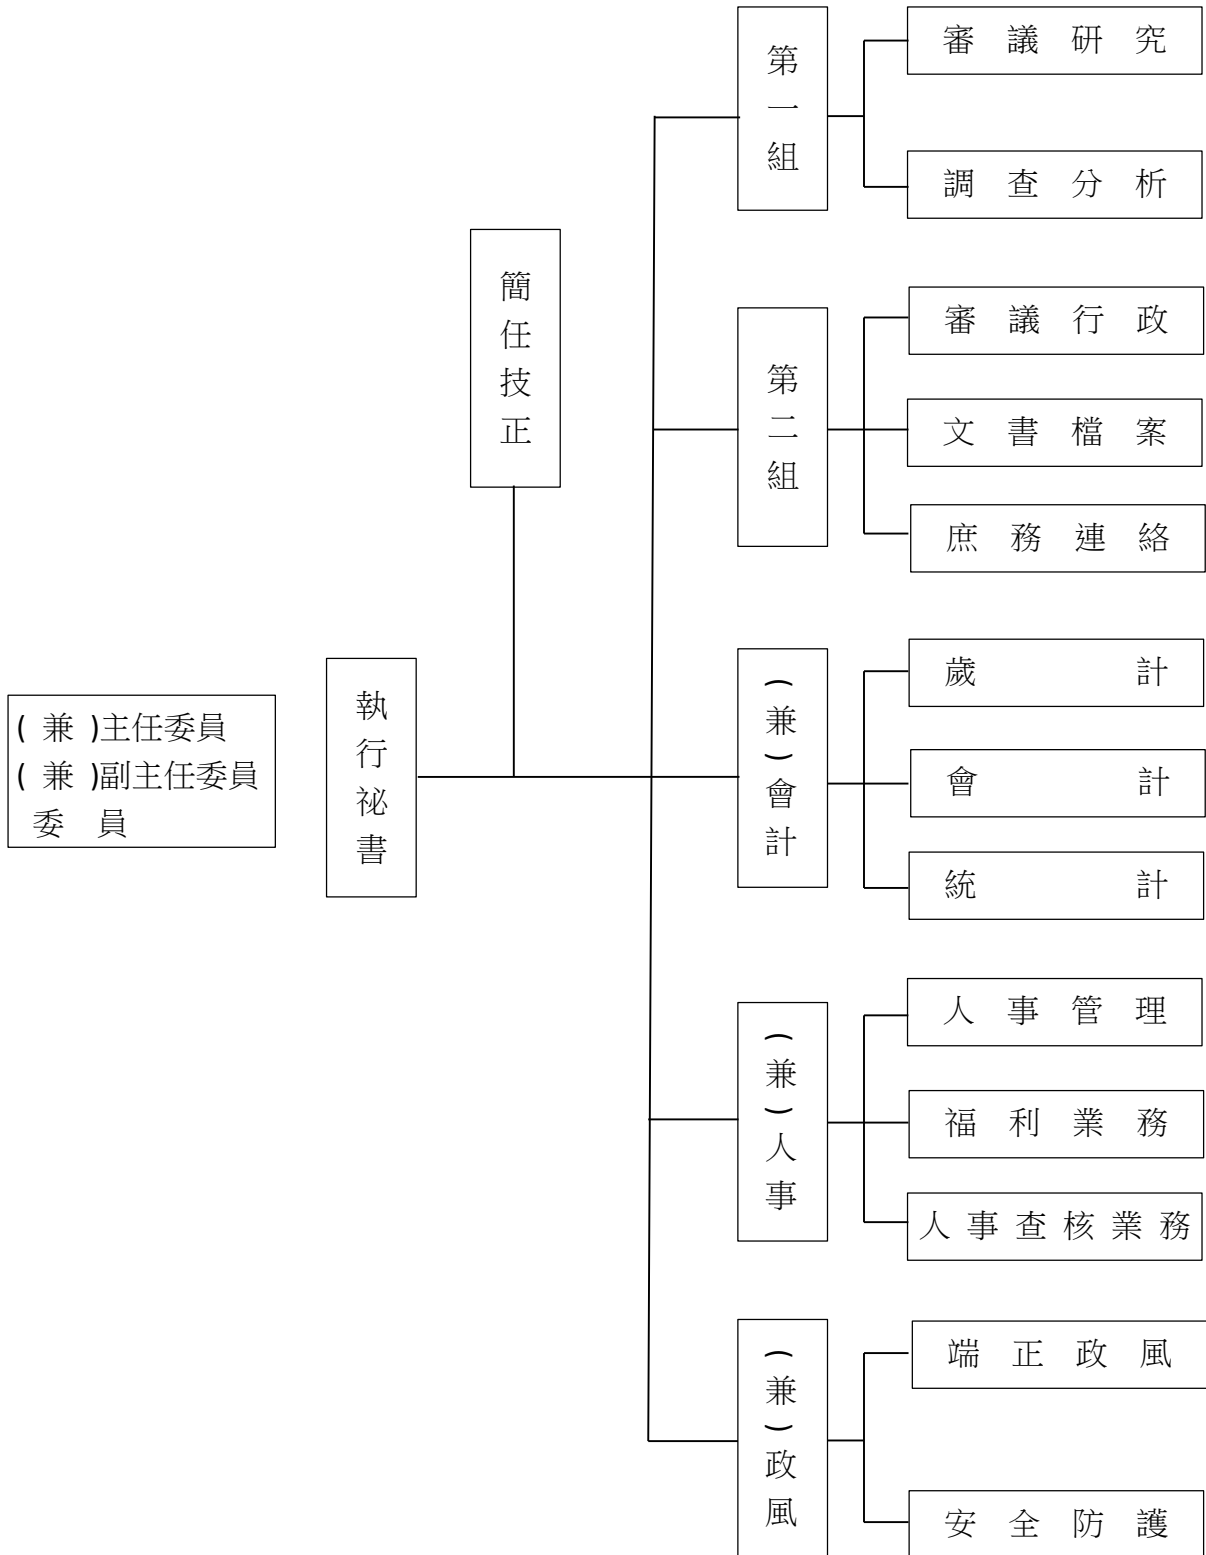 (兼)主任委員
(兼)副主任委員
委員
執行祕書
簡任技正
第一組
審議研究
調查分析
第二組
審議行政
文書檔案
庶務連絡
(兼)會計
歲計
會計
統計
(兼)人事
人事管理
福利業務
人事查核業務
(兼)政風
端正政風
安全防護